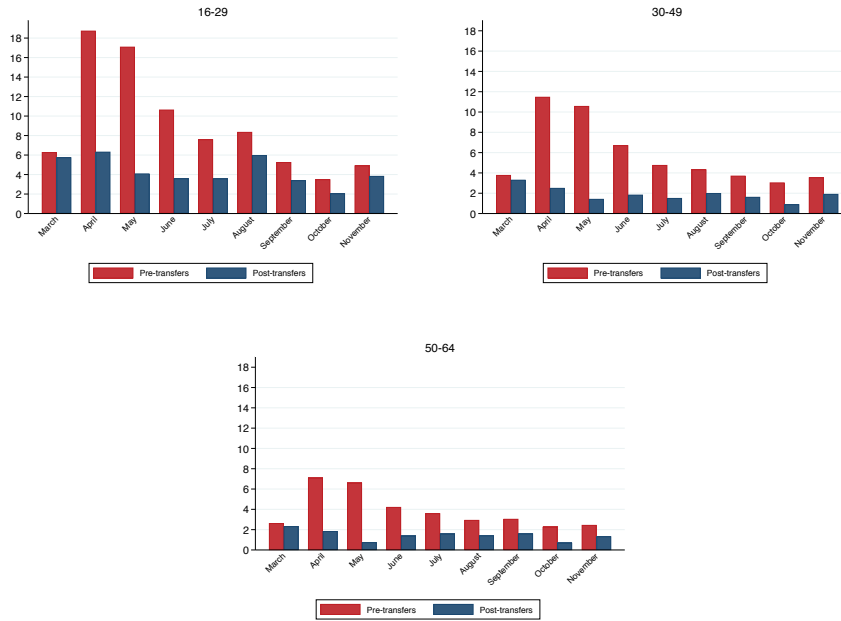 16-29
18
16
14
12
10
8
6
4
2
0
March
April
May
June
July
August
September
October
November
Pre-transfers Post-transfers
30-49
18
16
14
12
10
8
6
4
2
0
March
April
May
June
July
August
September
October
November
Pre-transfers Post-transfers
50-64
18
16
14
12
10
8
6
4
2
0
March
April
May
June
July
August
September
October
November
Pre-transfers Post-transfers